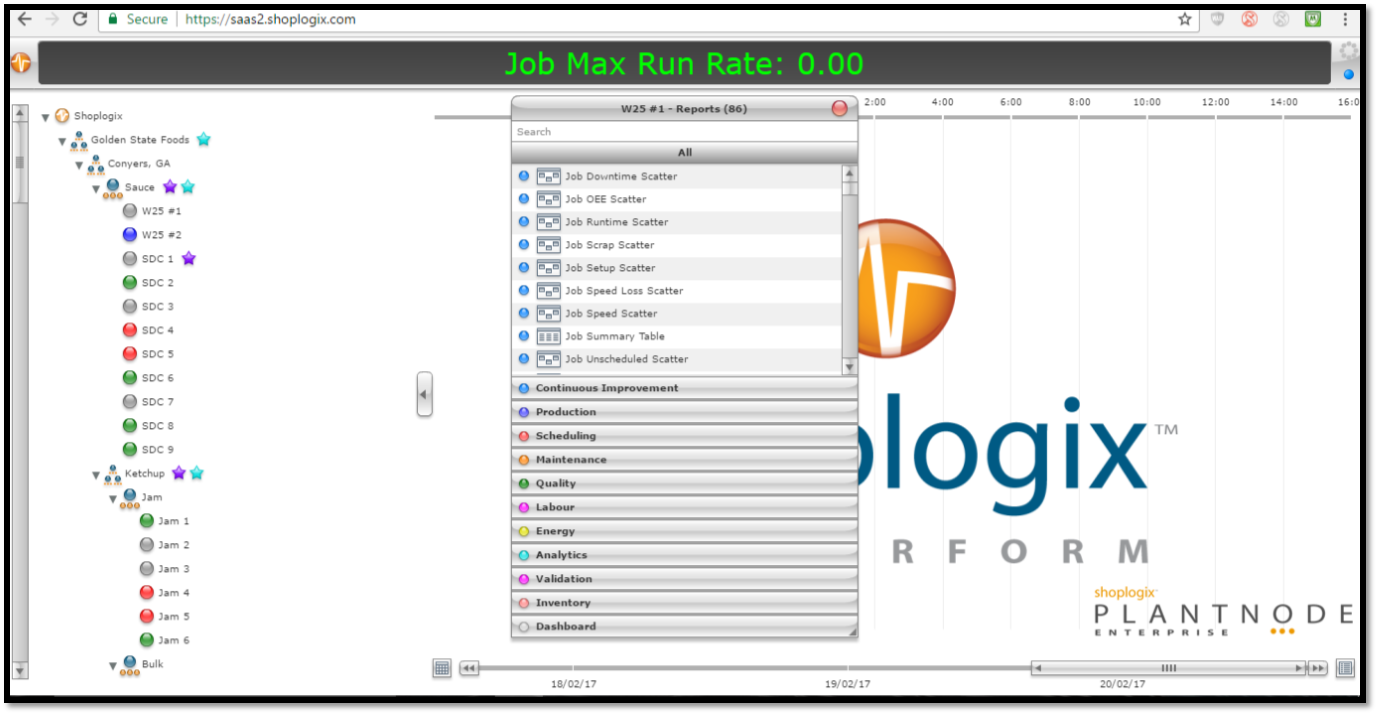 Secure https://saas2.shoplogix.com
Job Max Run Rate: 0.00
Shoplogix
Golden State Foods
Conyers, GA
Sauce
W25 #1
W25 #2
SDC 1
SDC 2
SDC 3
SDC 4
SDC 5
SDC 6
SDC 7
SDC 8
SDC 9
Ketchup
Jam
Jam 1
Jam 2
Jam 3
Jam 4
Jam 5
Jam 6
Bulk
W25 #1 - Reports (86)
Search
All
Job Downtime Scatter
Job OEE Scatter
Job Runtime Scatter
Job Scrap Scatter
Job Setup Scatter
Job Speed Loss Scatter
Job Speed Scatter
Job Summary Table
Job Unscheduled Scatter
Continuous Improvement
Production
Scheduling
Maintenance
Quality
Labour
Energy
Analytics
Validation
Inventory
Dashboard
2:00 4:00 6:00 8:00 10:00 12:00 14:00 16:0
plogix™
RFORM
shoplogix
PLANTNODE
ENTERPRISE
18/02/17 19/02/17 20/02/17